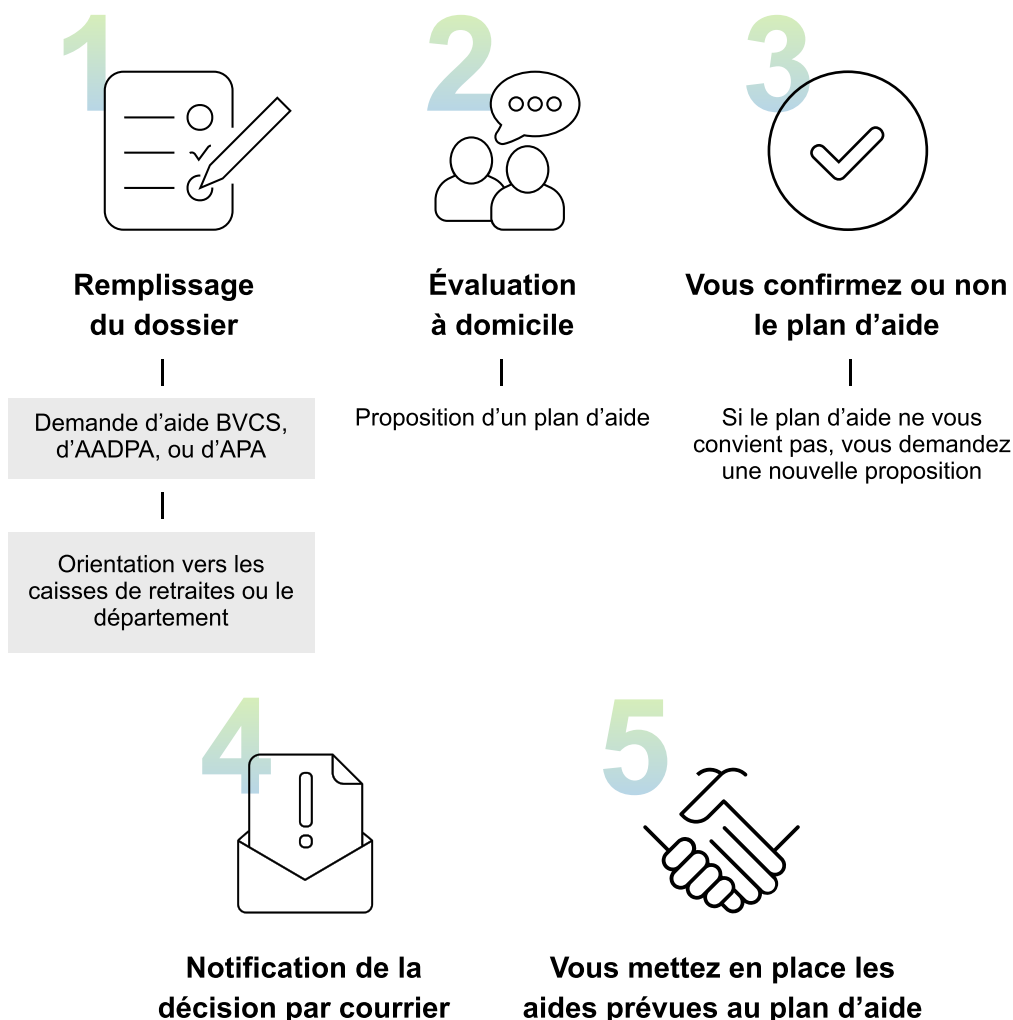 1
Remplissage
du dossier
Demande d’aide BVCS,
d’AADPA, ou d’APA
Orientation vers les
caisses de retraites ou le
département
2
Évaluation
à domicile
Proposition d’un plan d’aide
3
Vous confirmez ou non
le plan d’aide
Si le plan d’aide ne vous
convient pas, vous demandez
une nouvelle proposition
4
Notification de la
décision par courrier
5
Vous mettez en place les
aides prévues au plan d’aide